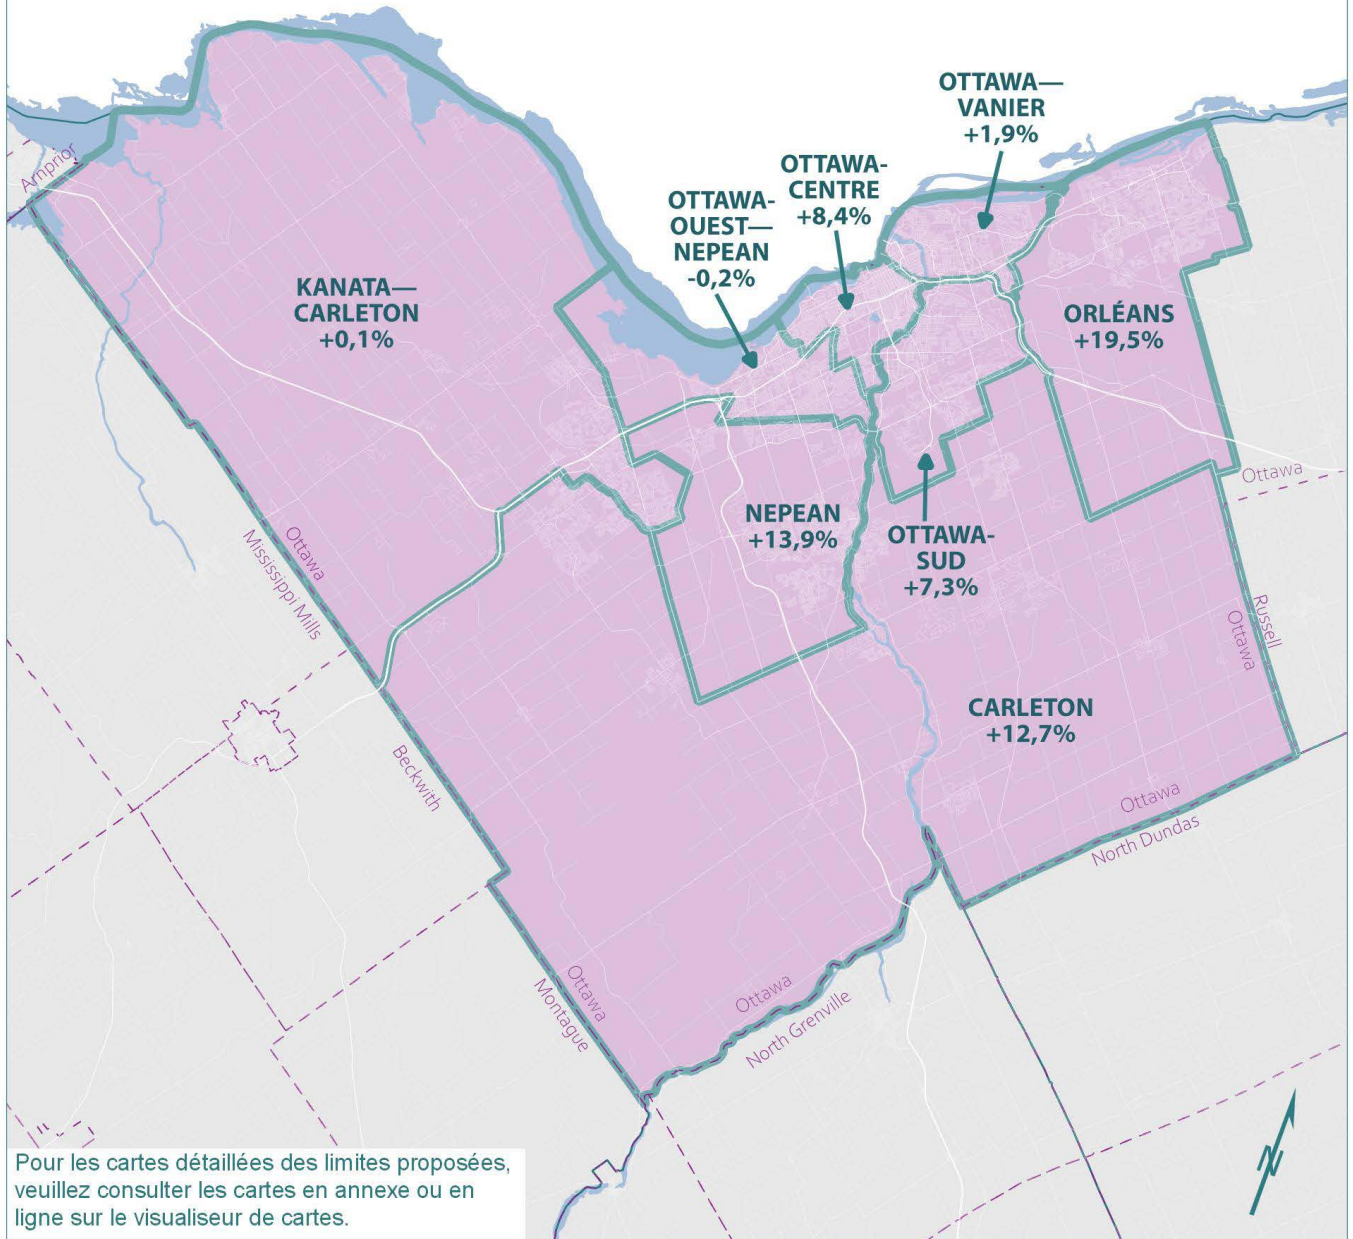 OTTAWA—
VANIER
+1,9%
OTTAWA-
CENTRE
+8,4%
OTTAWA-
OUEST—
NEPEAN
-0,2%
Arnprior
KANATA—
CARLETON
+0,1%
ORLÉANS
+19,5%
Ottawa
NEPEAN
+13,9%
OTTAWA-
SUD
+7,3%
Ottawa
Mississippi Mills
Russell
Ottawa
CARLETON
+12,7%
Beckwith
Ottawa
North Dundas
Ottawa
Montague
Ottawa
North Grenville
Pour les cartes détaillées des limites proposées,
veuillez consulter les cartes en annexe ou en
ligne sur le visualiseur de cartes.
N